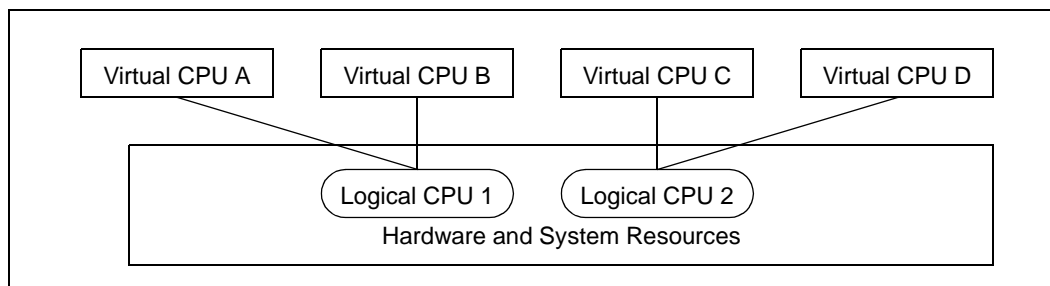 Virtual CPU A
Virtual CPU B
Virtual CPU C
Virtual CPU D
Logical CPU 1
Logical CPU 2
Hardware and System Resources